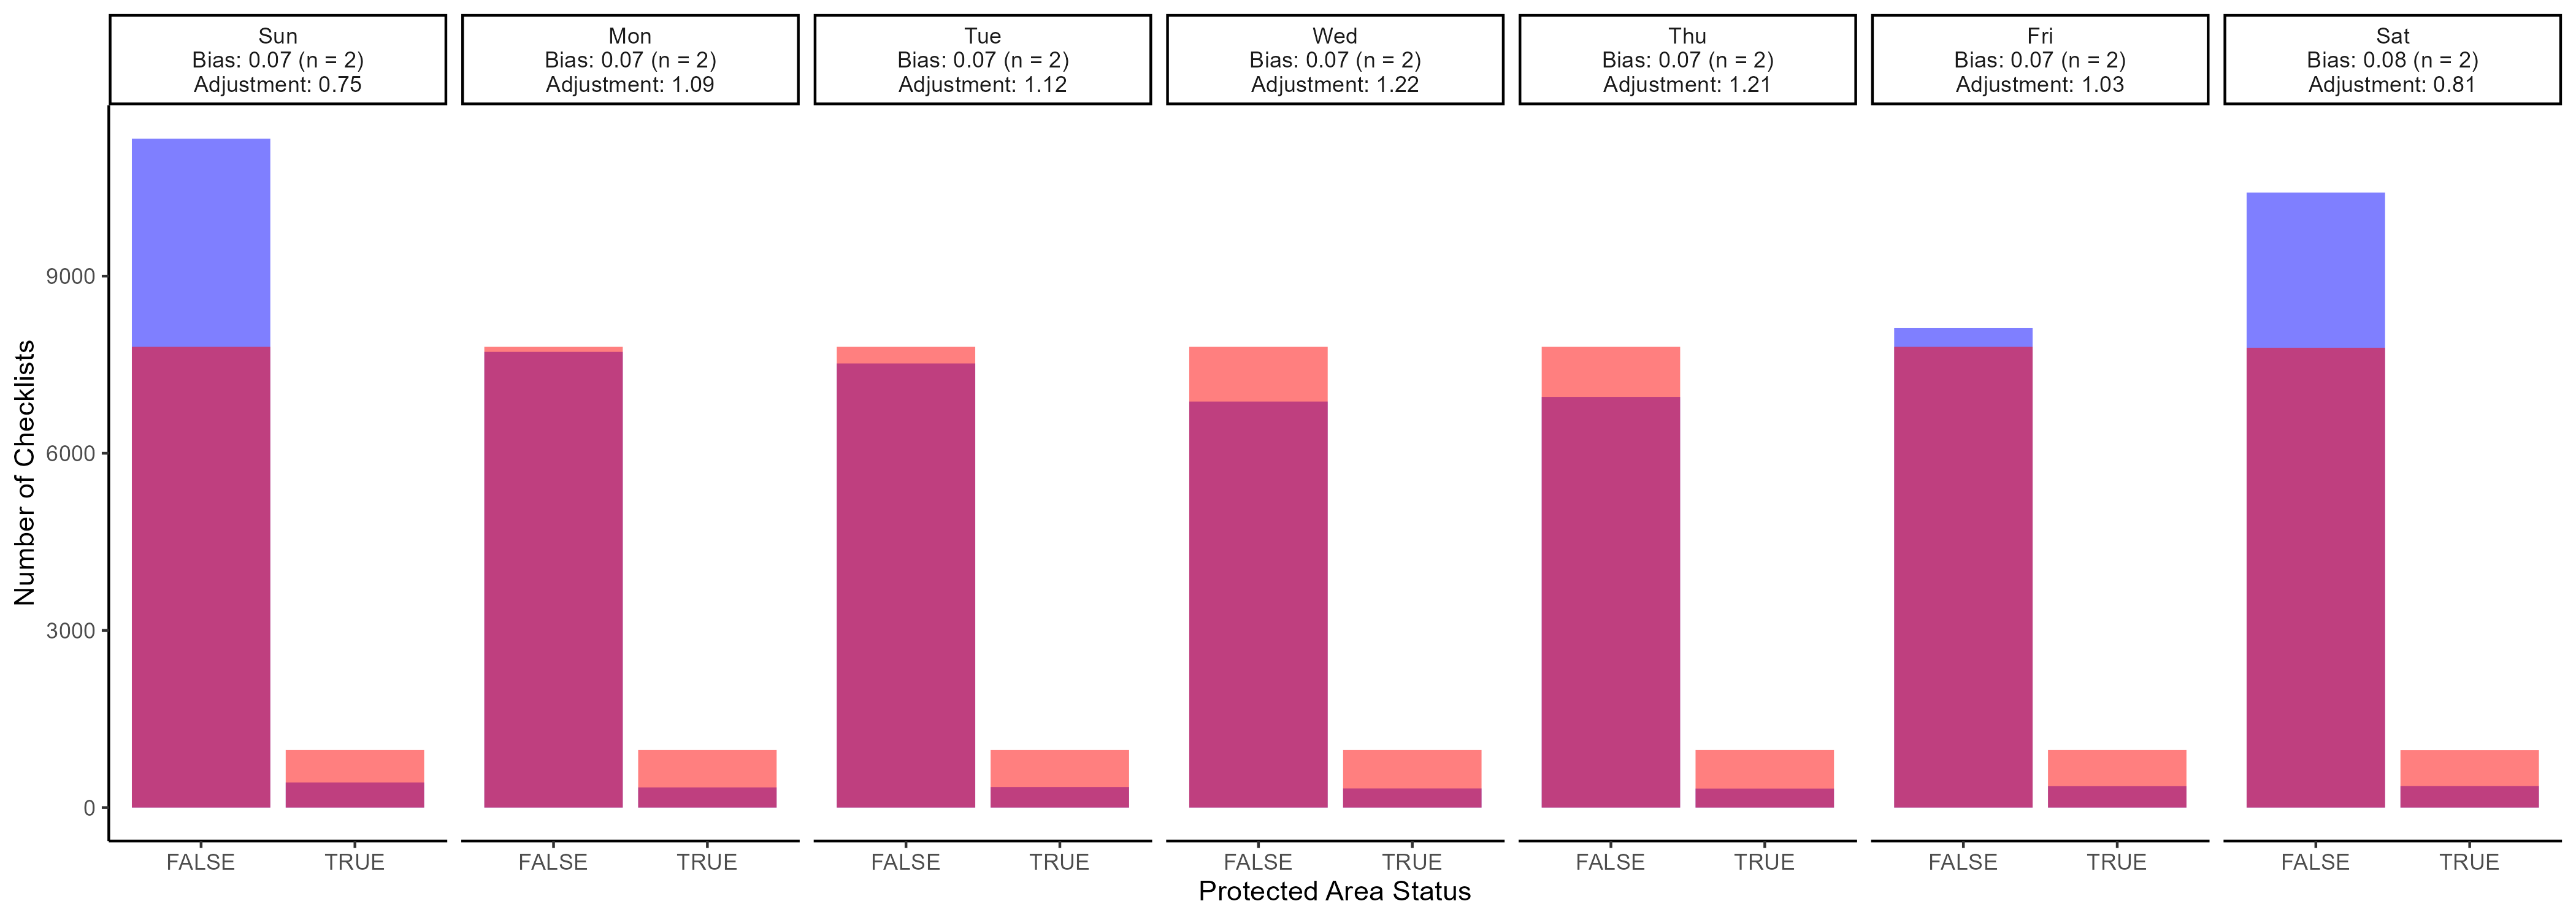 Sun
Bias: 0.07 (n = 2)
Adjustment: 0.75
Mon
Bias: 0.07 (n = 2)
Adjustment: 1.09
Tue
Bias: 0.07 (n = 2)
Adjustment: 1.12
Wed
Bias: 0.07 (n = 2)
Adjustment: 1.22
Thu
Bias: 0.07 (n = 2)
Adjustment: 1.21
Fri
Bias: 0.07 (n = 2)
Adjustment: 1.03
Sat
Bias: 0.08 (n = 2)
Adjustment: 0.81
Number of Checklists
9000
6000
3000
0
FALSE TRUE
FALSE TRUE
FALSE TRUE
FALSE TRUE
FALSE TRUE
FALSE TRUE
FALSE TRUE
Protected Area Status